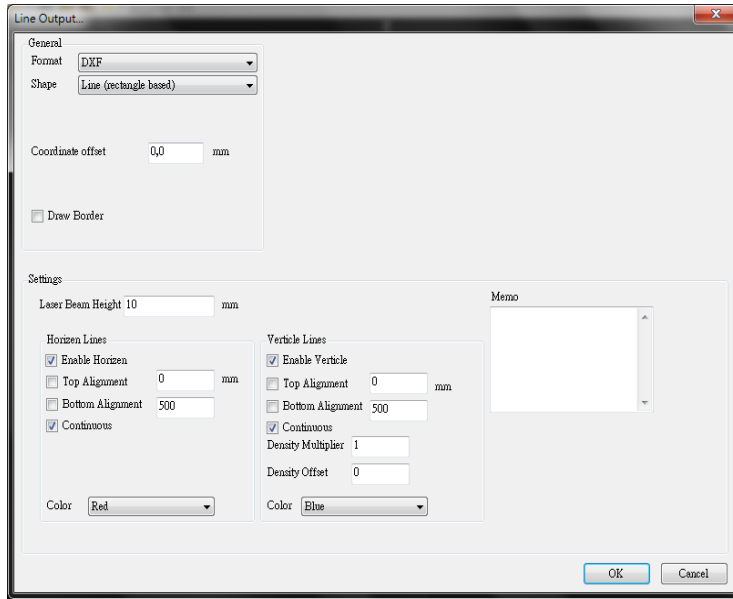 Line Output...
General
Format DXF
Shape Line (rectangle based)
Coordinate offset 0,0 mm
Draw Border
Settings
Laser Beam Height 10 mm
Memo
Horizen Lines
Enable Horizen
Top Alignment 0 mm
Bottom Alignment 500
Continuous
Color Red
Verticle Lines
Enable Verticle
Top Alignment 0 mm
Bottom Alignment 500
Continuous
Density Multiplier 1
Density Offset 0
Color Blue
OK Cancel